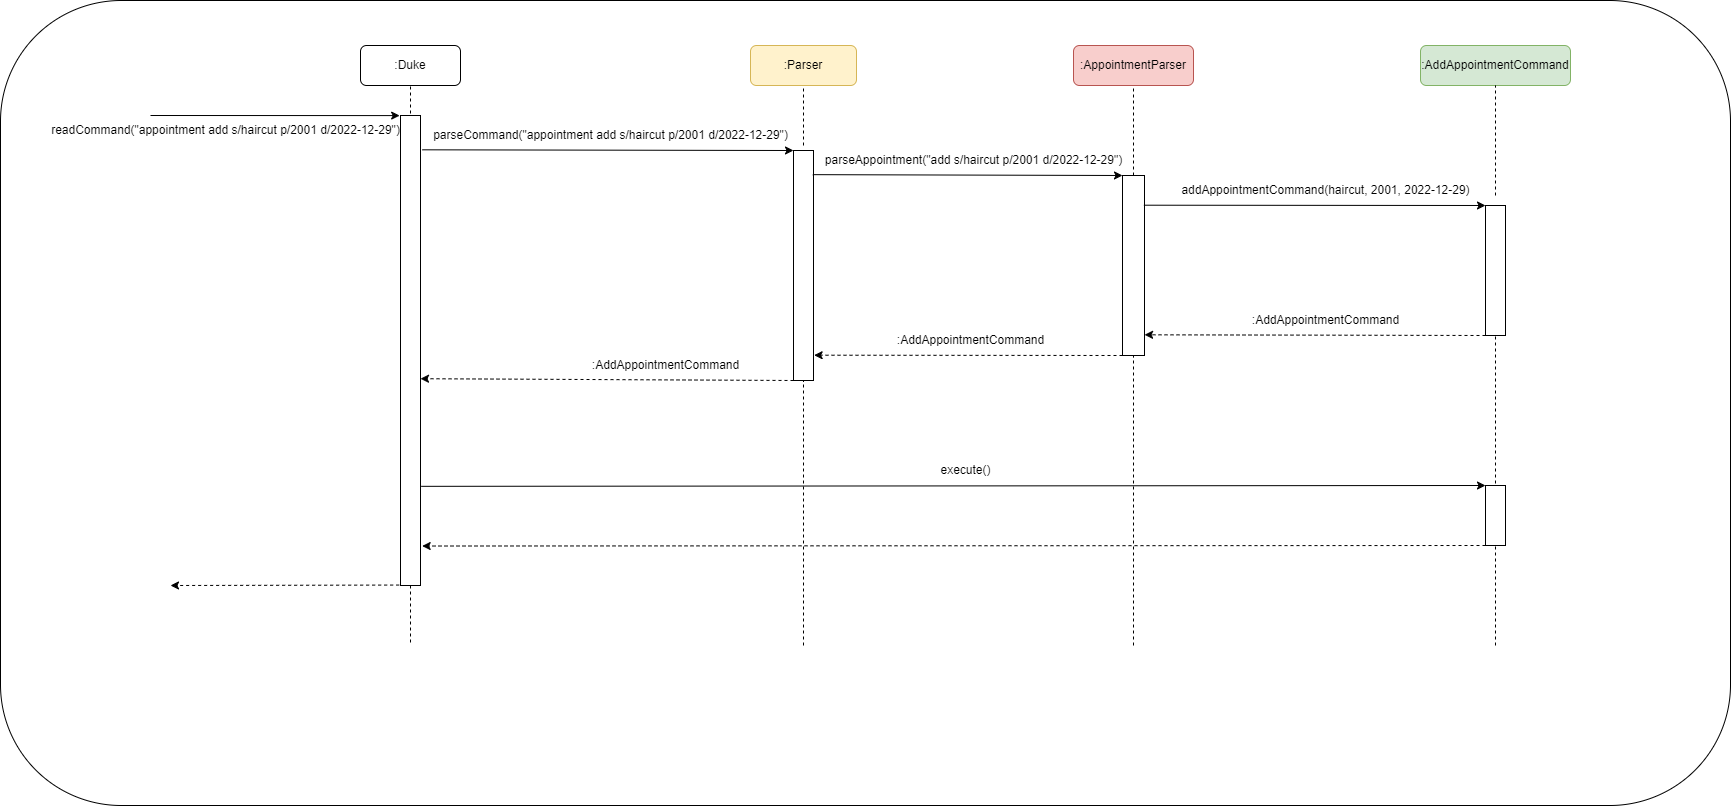 :Duke
:Parser
:AppointmentParser
:AddAppointmentCommand
readCommand("appointment add s/haircut p/2001 d/2022-12-29")
parseCommand("appointment add s/haircut p/2001 d/2022-12-29")
parseAppointment("add s/haircut p/2001 d/2022-12-29")
addAppointmentCommand(haircut, 2001, 2022-12-29)
:AddAppointmentCommand
:AddAppointmentCommand
:AddAppointmentCommand
execute()